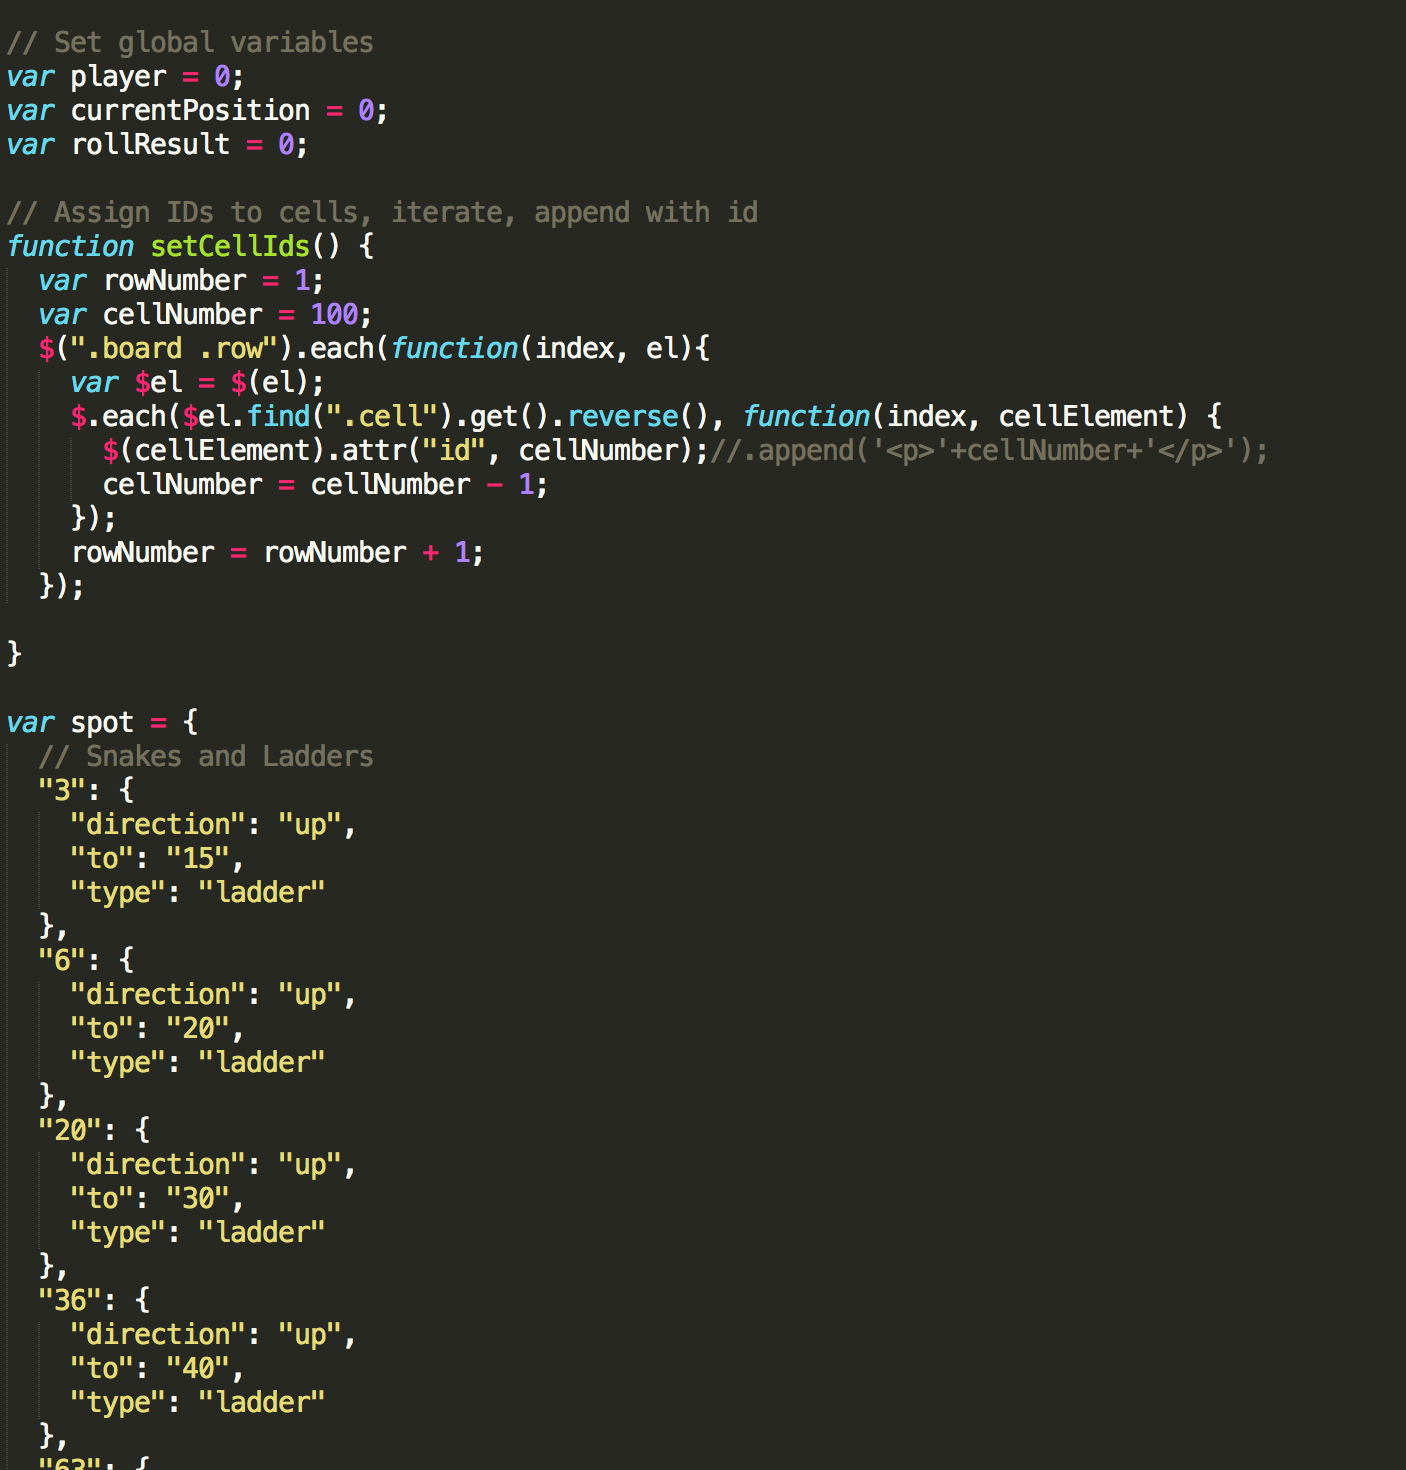 // Set global variables
var player = 0;
var currentPosition = 0;
var rollResult = 0;

// Assign IDs to cells, iterate, append with id
function setCellIds() {
  var rowNumber = 1;
  var cellNumber = 100;
  $(".board .row").each(function(index, el){
    var $el = $(el);
    $.each($el.find(".cell").get().reverse(), function(index, cellElement) {
      $(cellElement).attr("id", cellNumber);//.append('<p>'+cellNumber+'</p>');
      cellNumber = cellNumber - 1;
    });
    rowNumber = rowNumber + 1;
  });

}

var spot = {
  // Snakes and Ladders
  "3": {
    "direction": "up",
    "to": "15",
    "type": "ladder"
  },
  "6": {
    "direction": "up",
    "to": "20",
    "type": "ladder"
  },
  "20": {
    "direction": "up",
    "to": "30",
    "type": "ladder"
  },
  "36": {
    "direction": "up",
    "to": "40",
    "type": "ladder"
  },
  "63": {